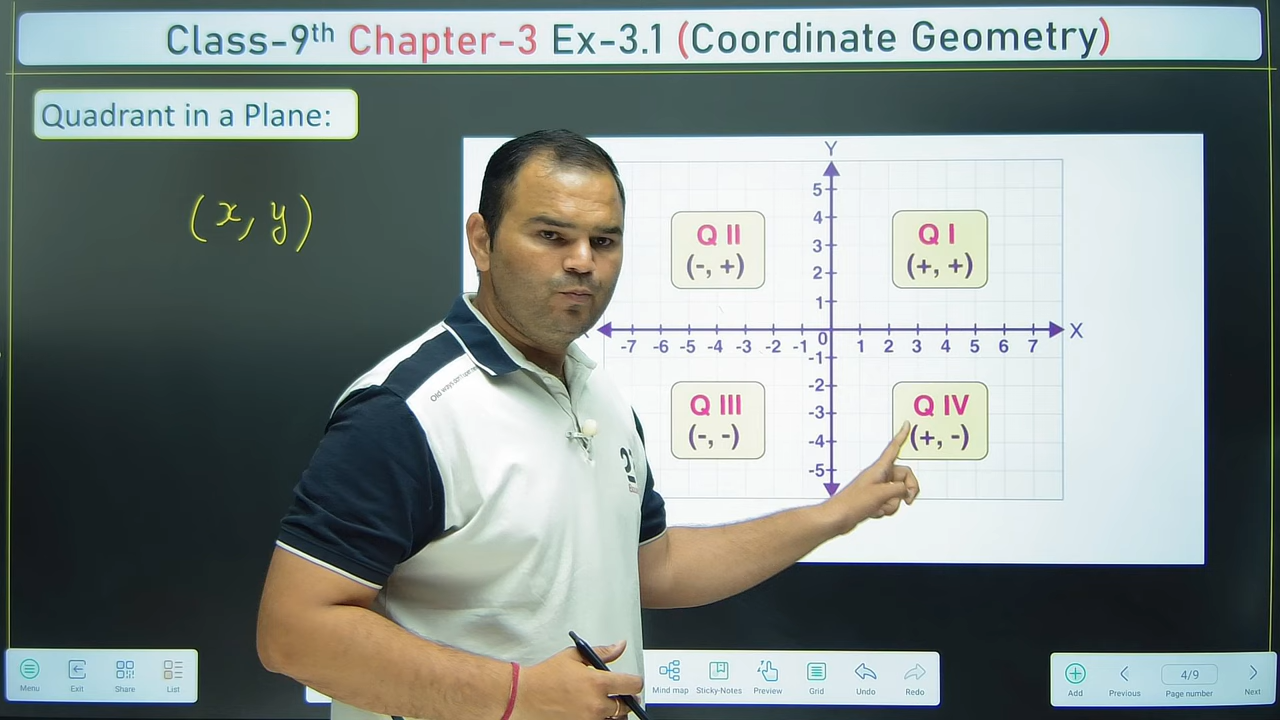 Class-9th Chapter-3 Ex-3.1 (Coordinate Geometry)
Quadrant in a Plane:
(x, y)
Y
5
4
3
2
1
Q II
(-, +)
Q I
(+, +)
X
-7 -6 -5 -4 -3 -2 -1 0 1 2 3 4 5 6 7
-1
-2
-3
-4
-5
Q III
(-, -)
Q IV
(+, -)
Menu Exit Share List
Mind map Sticky-Notes Preview Grid Undo Redo
Add Previous 4/9 Page number Next